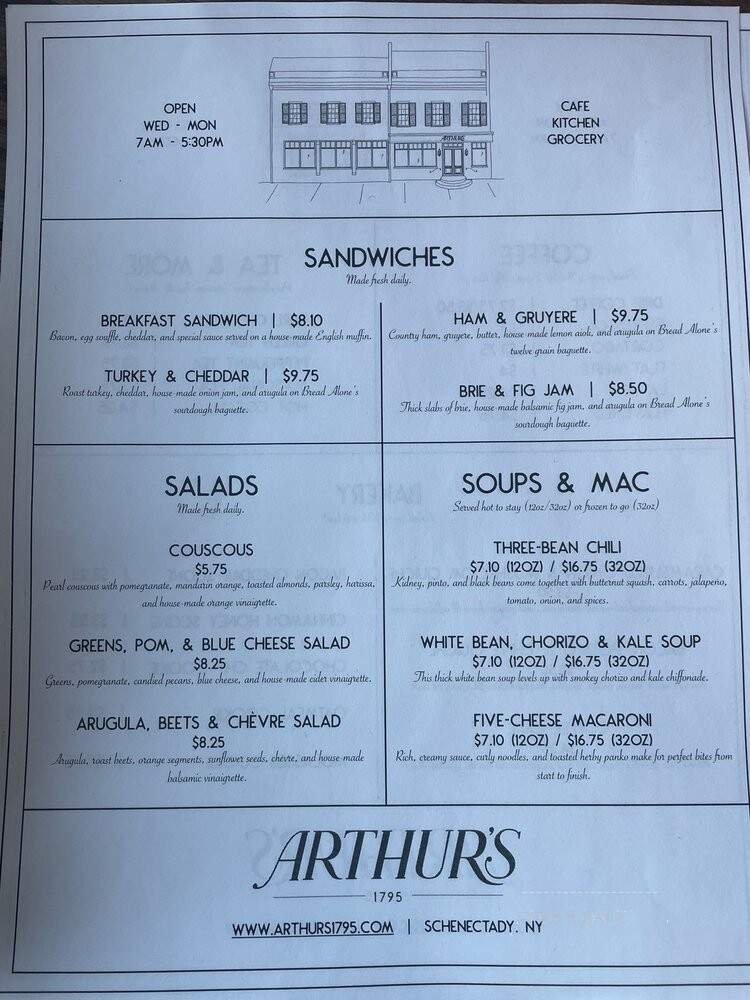 OPEN
WED - MON
7AM - 5:30PM
ARTHUR'S
CAFE
KITCHEN
GROCERY
SANDWICHES
Made fresh daily.
BREAKFAST SANDWICH | $8.10
Bacon, egg souffle, cheddar, and special sauce served on a house-made English muffin.
TURKEY & CHEDDAR | $9.75
Roast turkey, cheddar, house-made onion jam, and arugula on Bread Alone's
sourdough baguette.
HAM & GRUYERE | $9.75
Country ham, gruyere, butter, house-made lemon aioli, and arugula on Bread Alone's
twelve grain baguette.
BRIE & FIG JAM | $8.50
Thick slabs of brie, house-made balsamic fig jam, and arugula on Bread Alone's
sourdough baguette.
SALADS
Made fresh daily.
COUSCOUS
$5.75
Pearl couscous with pomegranate, mandarin orange, toasted almonds, parsley, harissa,
and house-made orange vinaigrette.
GREENS, POM, & BLUE CHEESE SALAD
$8.25
Greens, pomegranate, candied pecans, blue cheese, and house-made cider vinaigrette.
ARUGULA, BEETS & CHÈVRE SALAD
$8.25
Arugula, roast beets, orange segments, sunflower seeds, chèvre, and house-made
balsamic vinaigrette.
SOUPS & MAC
Served hot to stay (12oz/32oz) or frozen to go (32oz)
THREE-BEAN CHILI
$7.10 (12OZ) / $16.75 (32OZ)
Kidney, pinto, and black beans come together with butternut squash, carrots, jalapeño,
tomato, onion, and spices.
WHITE BEAN, CHORIZO & KALE SOUP
$7.10 (12OZ) / $16.75 (32OZ)
This thick white bean soup levels up with smokey chorizo and kale chiffonade.
FIVE-CHEESE MACARONI
$7.10 (12OZ) / $16.75 (32OZ)
Rich, creamy sauce, curly noodles, and toasted herby panko make for perfect bites from
start to finish.
ARTHUR'S
1795
WWW.ARTHURS1795.COM | SCHENECTADY, NY